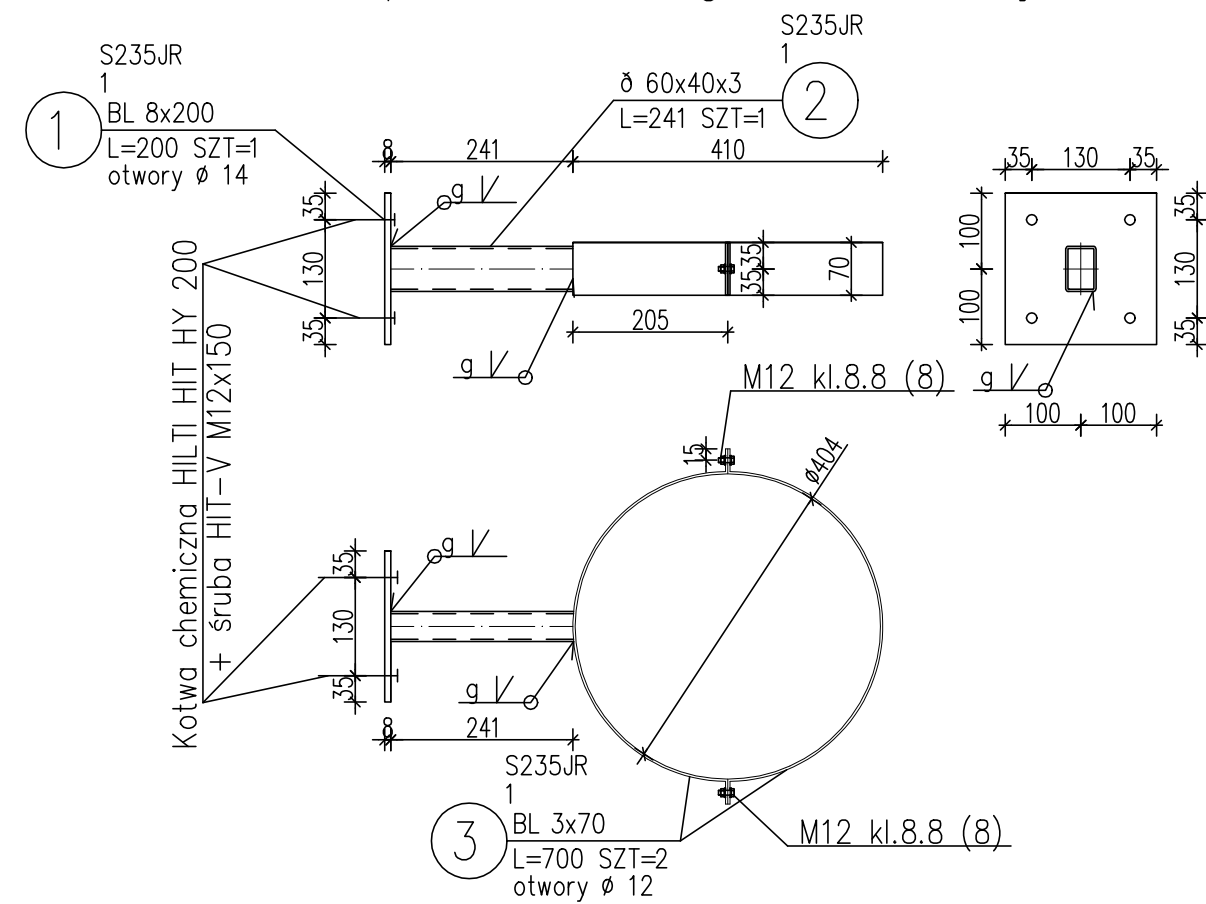 S235JR
1
1
BL 8x200
L=200 SZT=1
otwory ø 14
S235JR
1
2
ð 60x40x3
L=241 SZT=1
8
241
410
35
130
35
g
g
35
35
70
205
35
130
35
100
100
35
130
35
g
100
100
Kotwa chemiczna HILTI HIT HY 200
+ śruba HIT-V M12x150
M12 kl.8.8 (8)
15
ø404
35
130
35
g
g
8
241
S235JR
1
3
BL 3x70
L=700 SZT=2
otwory ø 12
M12 kl.8.8 (8)